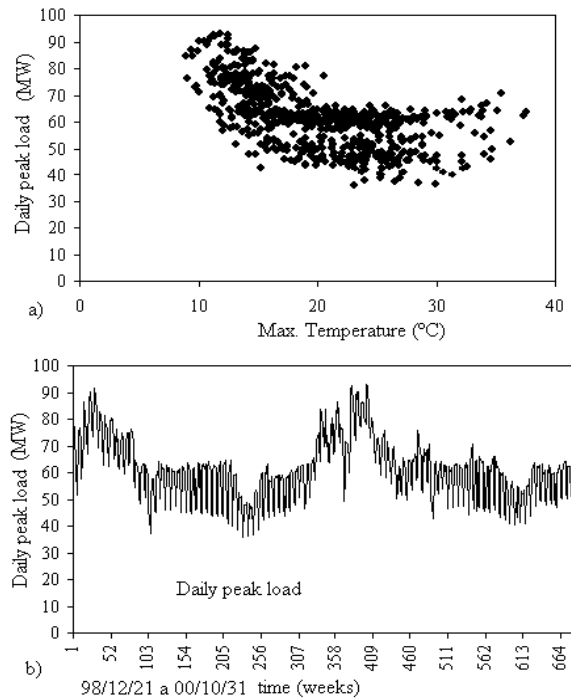 100
90
80
70
60
50
40
30
20
10
0
Daily peak load (MW)
0 10 20 30 40
a)
Max. Temperature (°C)
100
90
80
70
60
50
40
30
20
10
0
Daily peak load (MW)
Daily peak load
1 52 103 154 205 256 307 358 409 460 511 562 613 664
b)
98/12/21 a 00/10/31 time (weeks)